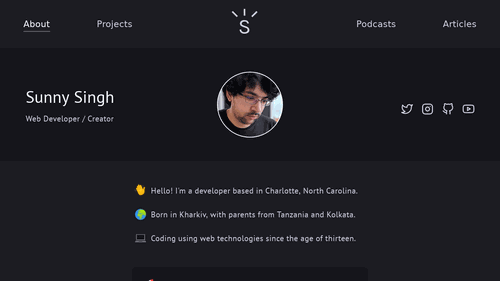 About
Projects
S
Podcasts
Articles
Sunny Singh
Web Developer / Creator
Hello! I'm a developer based in Charlotte, North Carolina.
Born in Kharkiv, with parents from Tanzania and Kolkata.
Coding using web technologies since the age of thirteen.